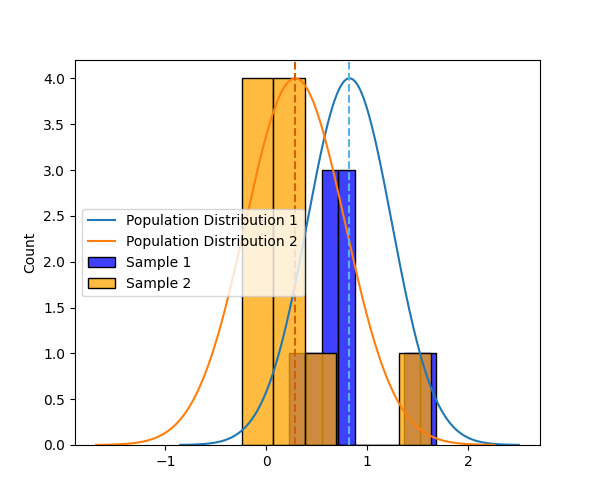 4.0
3.5
3.0
2.5
2.0
1.5
1.0
0.5
0.0
Count
Population Distribution 1
Population Distribution 2
Sample 1
Sample 2
−1 0 1 2